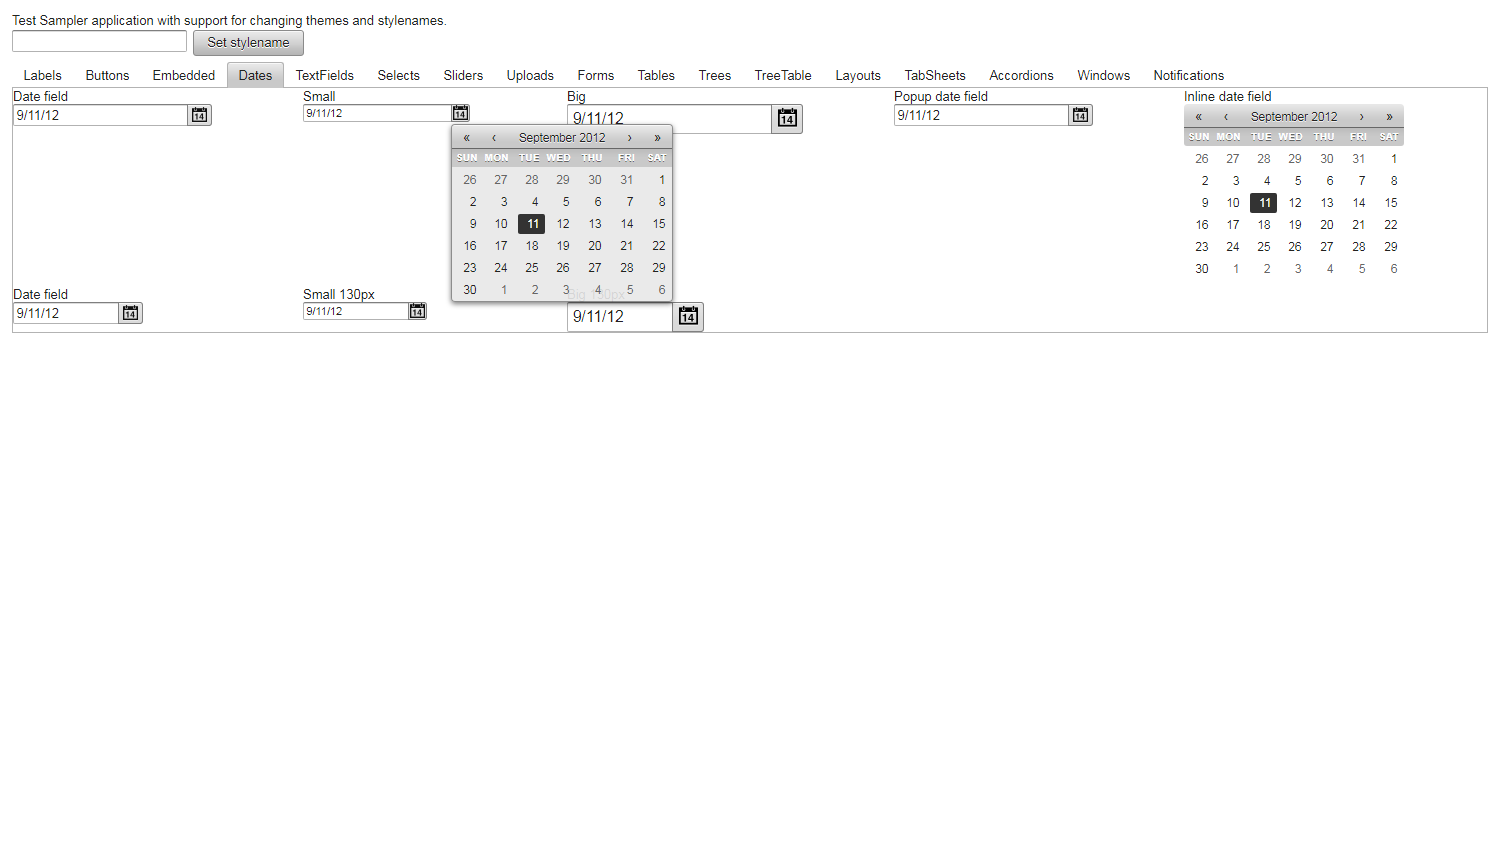 Test Sampler application with support for changing themes and stylenames.
Set stylename
Labels Buttons Embedded Dates TextFields Selects Sliders Uploads Forms Tables Trees TreeTable Layouts TabSheets Accordions Windows Notifications
Date field Small Big Popup date field Inline date field
9/11/12 14 9/11/12 14 9/11/12 14 9/11/12 14
« ‹ September 2012 › »
SUN MON TUE WED THU FRI SAT
26 27 28 29 30 31 1
2 3 4 5 6 7 8
9 10 11 12 13 14 15
16 17 18 19 20 21 22
23 24 25 26 27 28 29
30 1 2 3 4 5 6
« ‹ September 2012 › »
SUN MON TUE WED THU FRI SAT
26 27 28 29 30 31 1
2 3 4 5 6 7 8
9 10 11 12 13 14 15
16 17 18 19 20 21 22
23 24 25 26 27 28 29
30 1 2 3 4 5 6
Date field Small 130px Big 130px
9/11/12 14 9/11/12 14 9/11/12 14